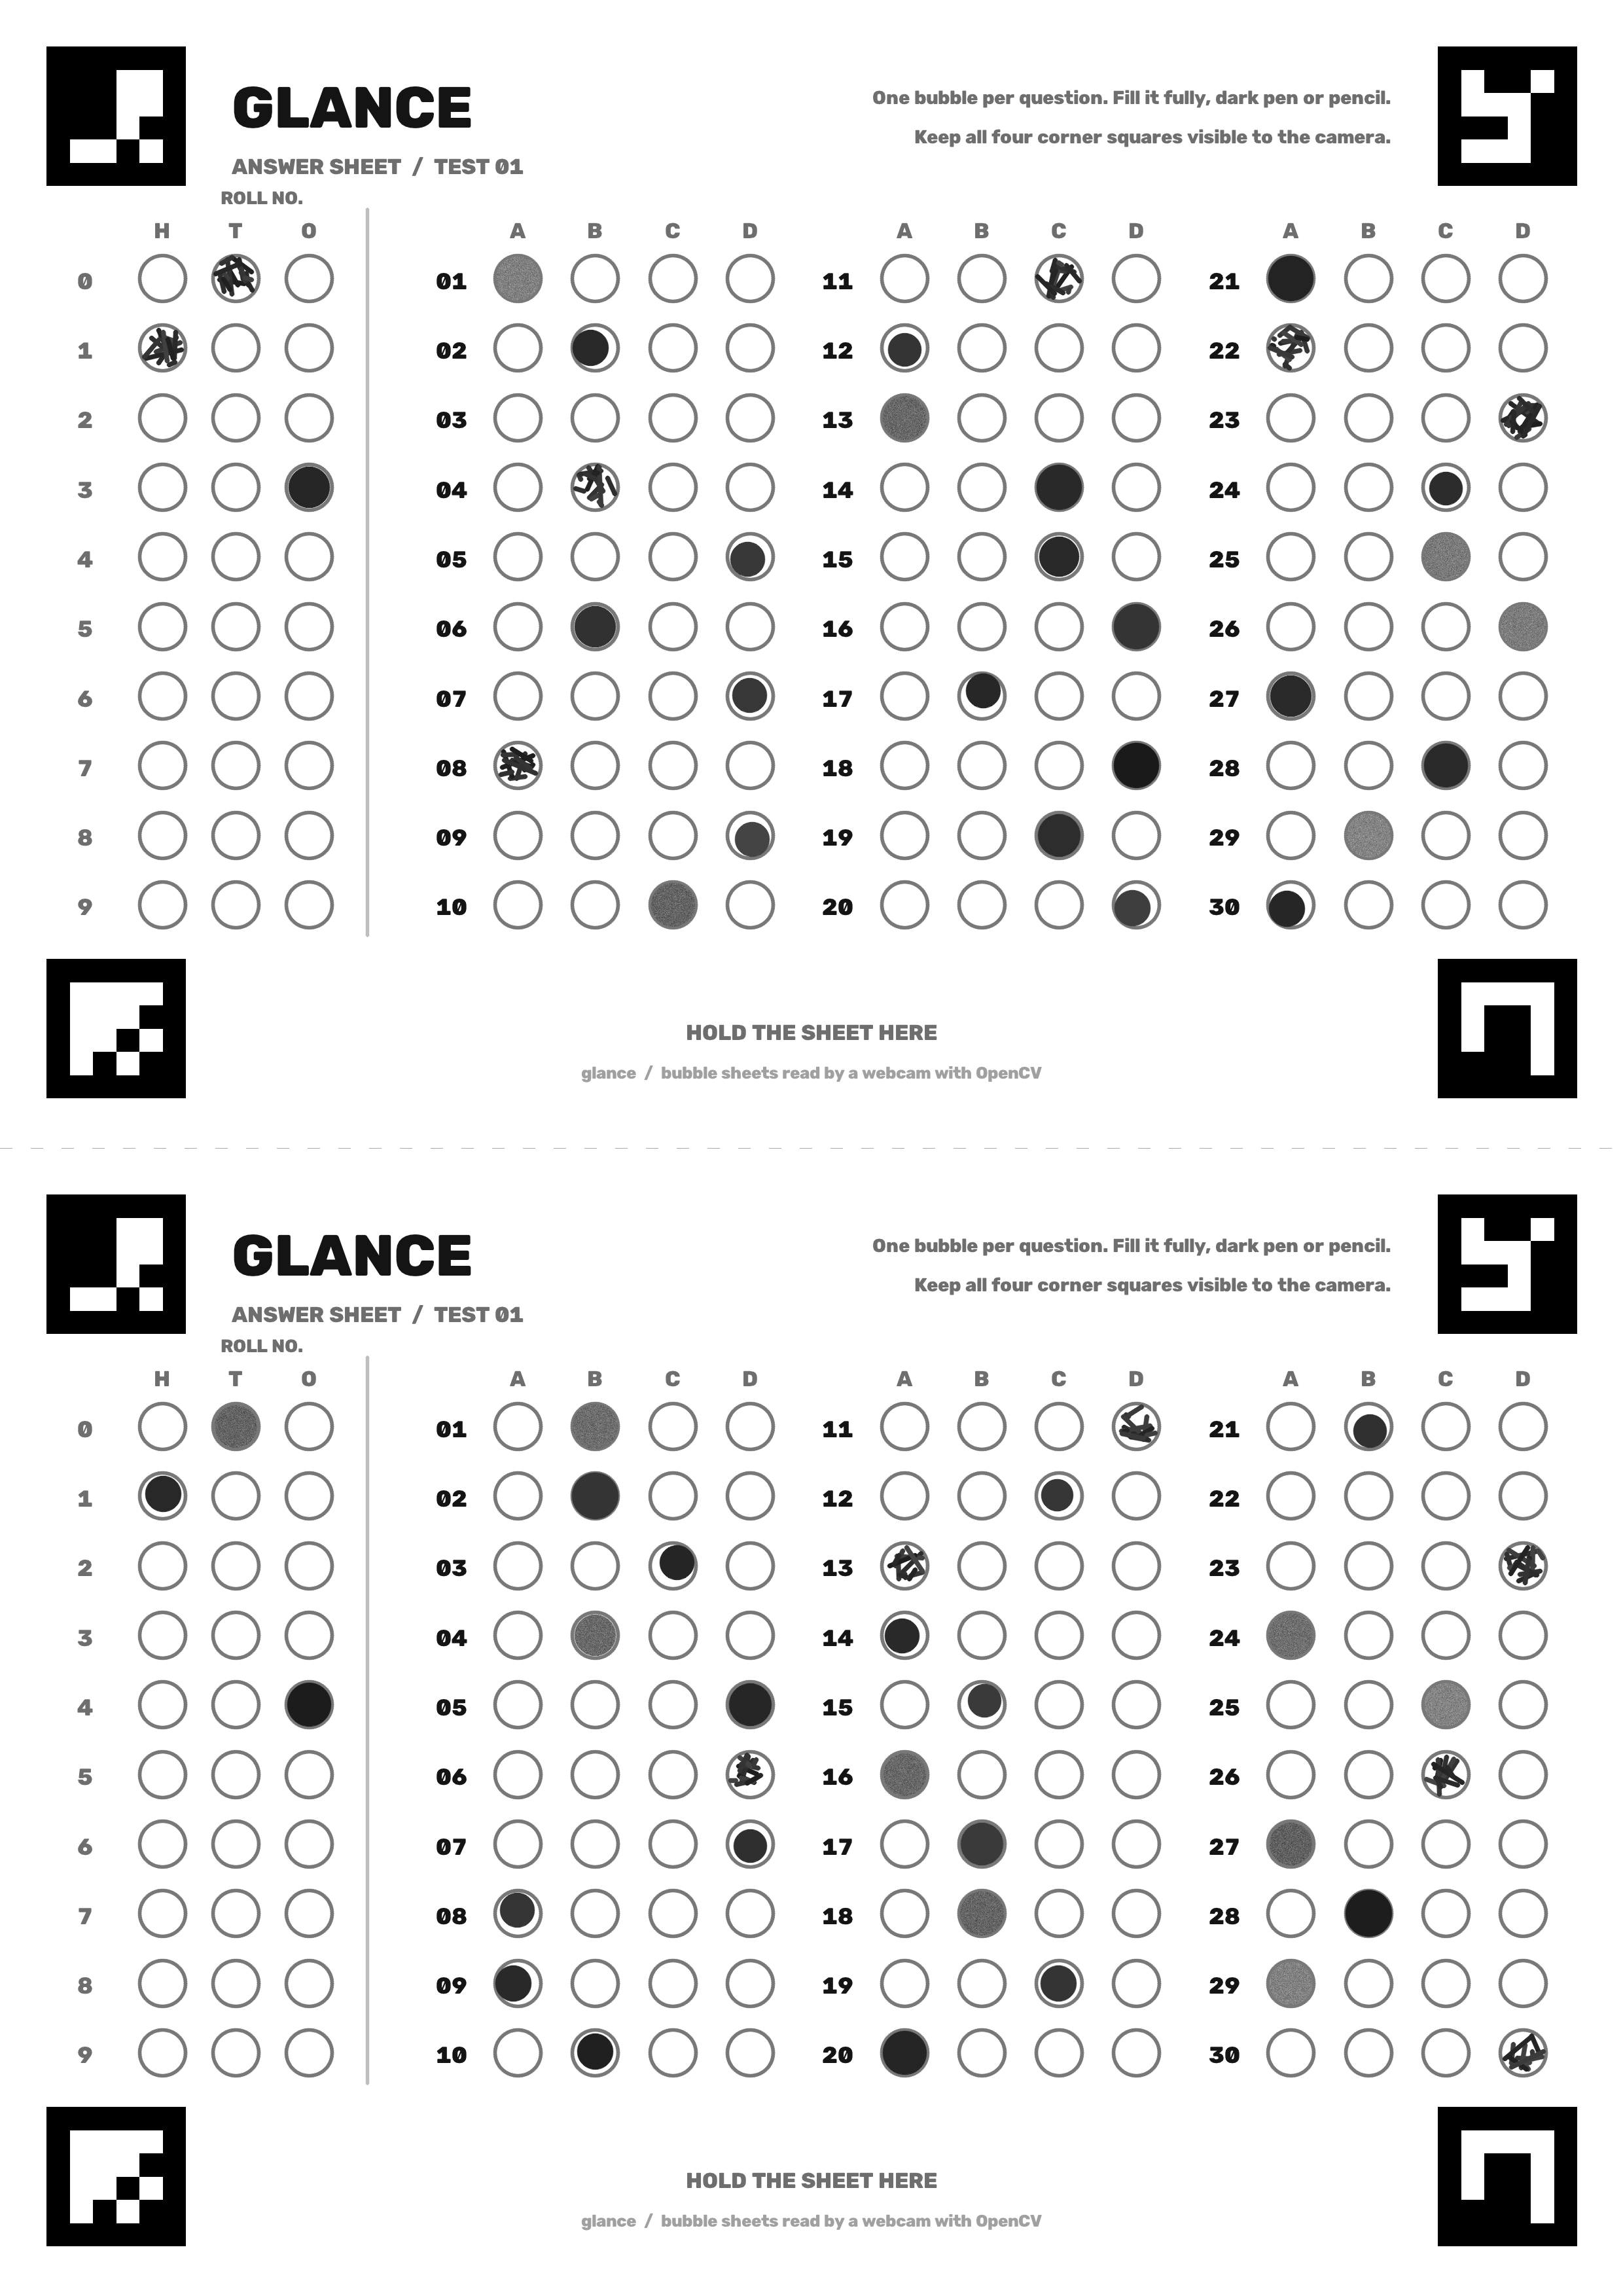 GLANCE
One bubble per question. Fill it fully, dark pen or pencil.
Keep all four corner squares visible to the camera.
ANSWER SHEET / TEST 01
ROLL NO.
H T O A B C D A B C D A B C D
0 01 11 21
1 02 12 22
2 03 13 23
3 04 14 24
4 05 15 25
5 06 16 26
6 07 17 27
7 08 18 28
8 09 19 29
9 10 20 30
HOLD THE SHEET HERE
glance / bubble sheets read by a webcam with OpenCV
GLANCE
One bubble per question. Fill it fully, dark pen or pencil.
Keep all four corner squares visible to the camera.
ANSWER SHEET / TEST 01
ROLL NO.
H T O A B C D A B C D A B C D
0 01 11 21
1 02 12 22
2 03 13 23
3 04 14 24
4 05 15 25
5 06 16 26
6 07 17 27
7 08 18 28
8 09 19 29
9 10 20 30
HOLD THE SHEET HERE
glance / bubble sheets read by a webcam with OpenCV